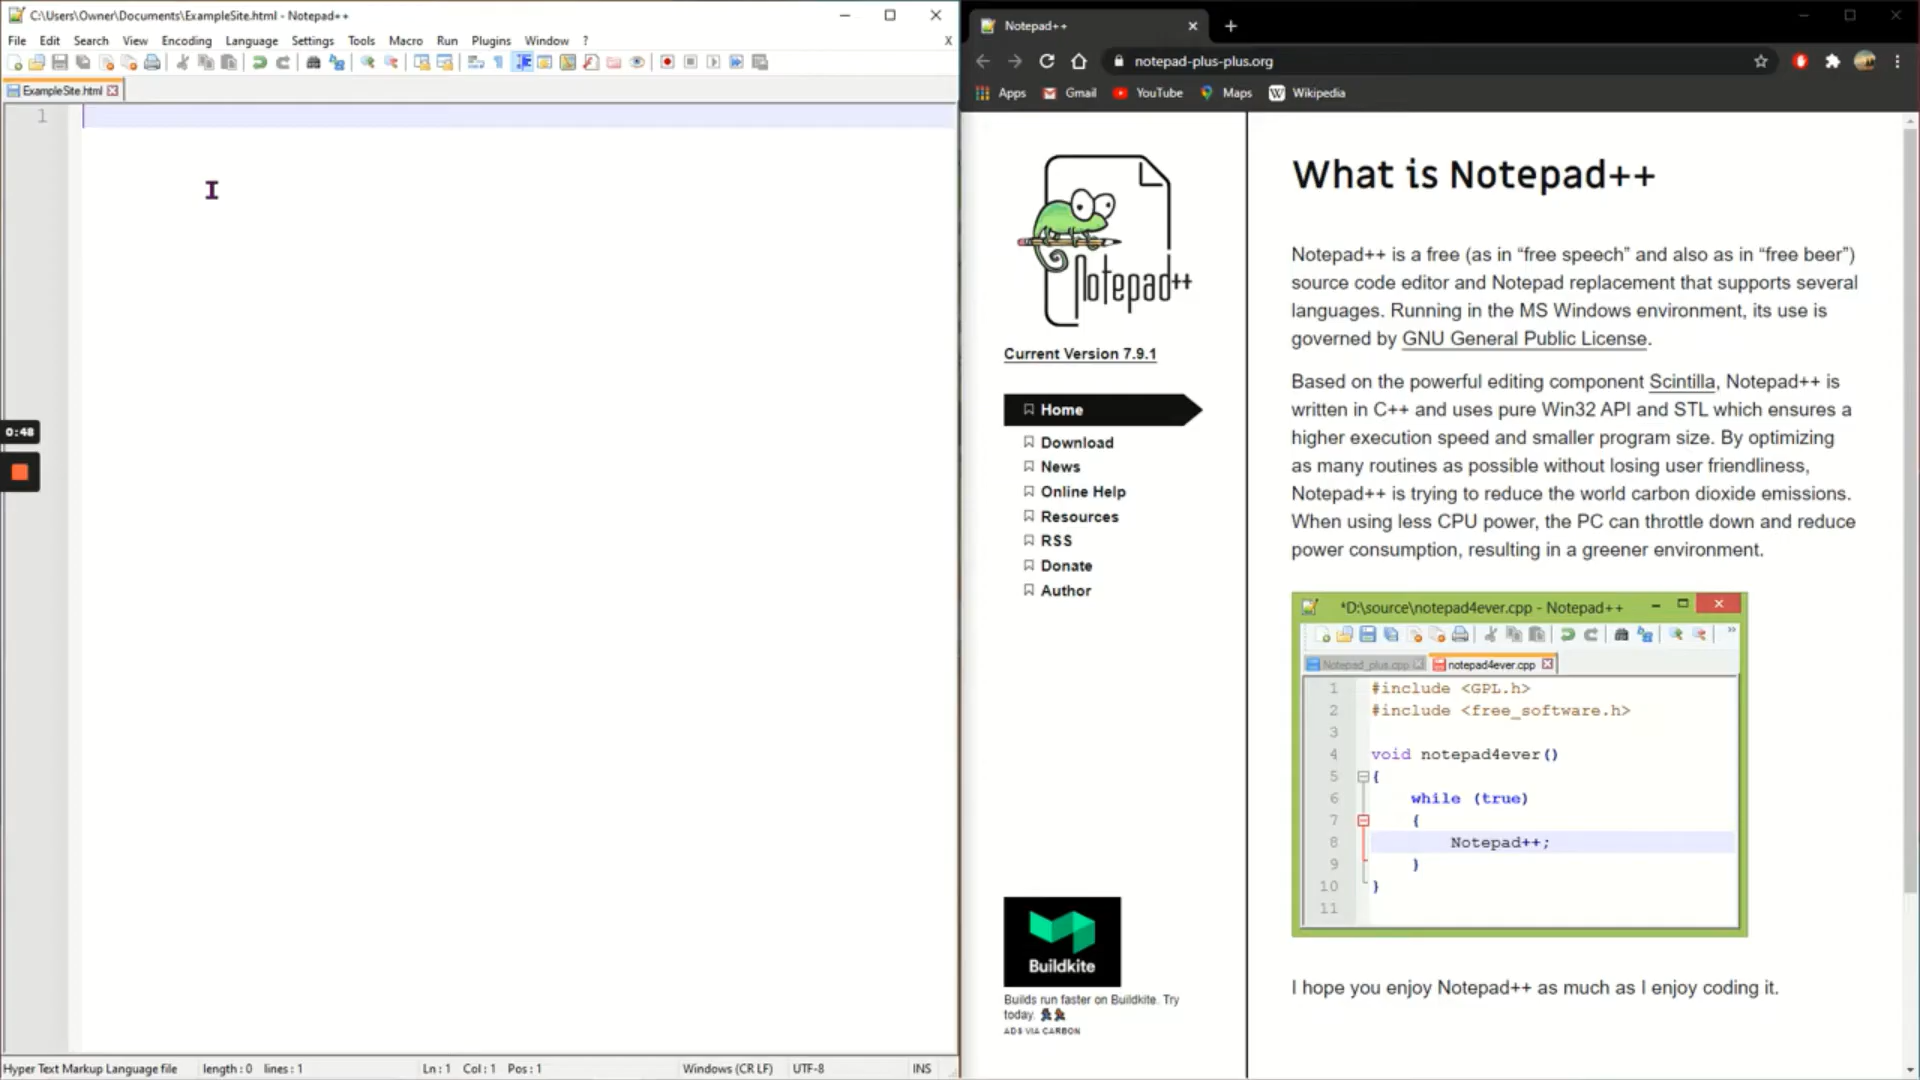 C:\Users\Owner\Documents\ExampleSite.html - Notepad++
File Edit Search View Encoding Language Settings Tools Macro Run Plugins Window ? X
ExampleSite.html
1
0:48
Hyper Text Markup Language file length : 0 lines : 1 Ln : 1 Col : 1 Pos : 1 Windows (CR LF) UTF-8 INS
Notepad++
notepad-plus-plus.org
Apps Gmail YouTube Maps W Wikipedia
Notepad++
Current Version 7.9.1
Home
Download
News
Online Help
Resources
RSS
Donate
Author
Buildkite
Builds run faster on Buildkite. Try
today.
ADS VIA CARBON
What is Notepad++
Notepad++ is a free (as in “free speech” and also as in “free beer”)
source code editor and Notepad replacement that supports several
languages. Running in the MS Windows environment, its use is
governed by GNU General Public License.
Based on the powerful editing component Scintilla, Notepad++ is
written in C++ and uses pure Win32 API and STL which ensures a
higher execution speed and smaller program size. By optimizing
as many routines as possible without losing user friendliness,
Notepad++ is trying to reduce the world carbon dioxide emissions.
When using less CPU power, the PC can throttle down and reduce
power consumption, resulting in a greener environment.
*D:\source\notepad4ever.cpp - Notepad++
Notepad_plus.cpp notepad4ever.cpp
1 #include <GPL.h>
2 #include <free_software.h>
3
4 void notepad4ever()
5 {
6 while (true)
7 {
8 Notepad++;
9 }
10 }
11
I hope you enjoy Notepad++ as much as I enjoy coding it.